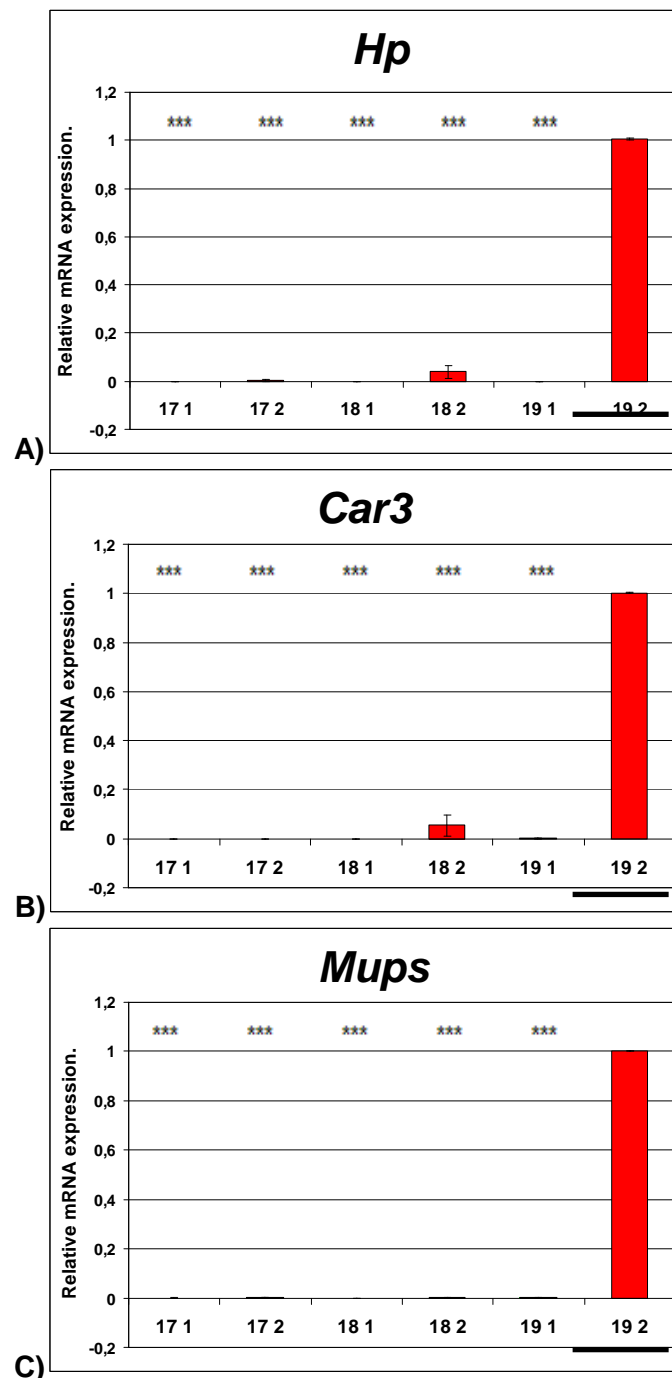 Hp
1,2
*** *** *** *** ***
1
0,8
0,6
0,4
0,2
0
-0,2
Relative mRNA expression.
17 1 17 2 18 1 18 2 19 1 19 2
A)
Car3
1,2
*** *** *** *** ***
1
0,8
0,6
0,4
0,2
0
-0,2
Relative mRNA expression.
17 1 17 2 18 1 18 2 19 1 19 2
B)
Mups
1,2
*** *** *** *** ***
1
0,8
0,6
0,4
0,2
0
-0,2
Relative mRNA expression.
17 1 17 2 18 1 18 2 19 1 19 2
C)